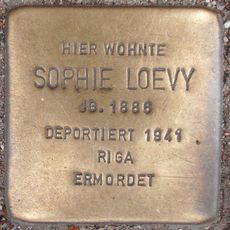 HIER WOHNTE
SOPHIE LOEVY
JG. 1886
DEPORTIERT 1941
RIGA
ERMORDET